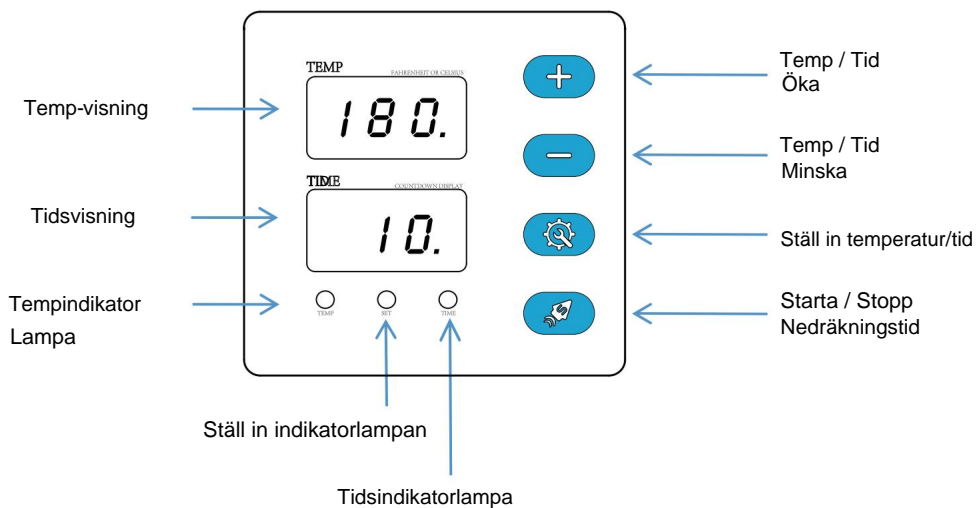 TEMP
FAHRENHEIT OR CELSIUS
180.
TIDE
TIME
COUNTDOWN DISPLAY
10.
TEMP
SET
TIME
Temp-visning
Tidsvisning
Tempindikator
Lampa
Temp / Tid
Öka
Temp / Tid
Minska
Ställ in temperatur/tid
Starta / Stopp
Nedräkningstid
Ställ in indikatorlampan
Tidsindikatorlampa